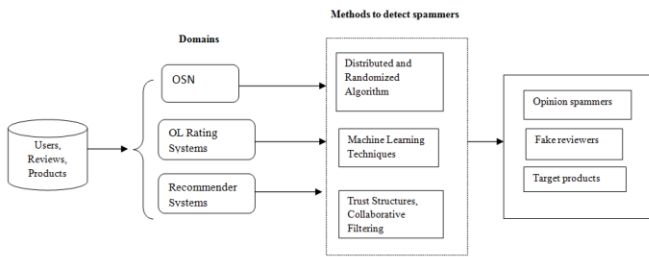 Methods to detect spammers
Domains
Users,
Reviews,
Products
OSN
OL Rating
Systems
Recommender
Systems
Distributed and
Randomized
Algorithm
Machine Learning
Techniques
Trust Structures,
Collaborative
Filtering
Opinion spammers
Fake reviewers
Target products